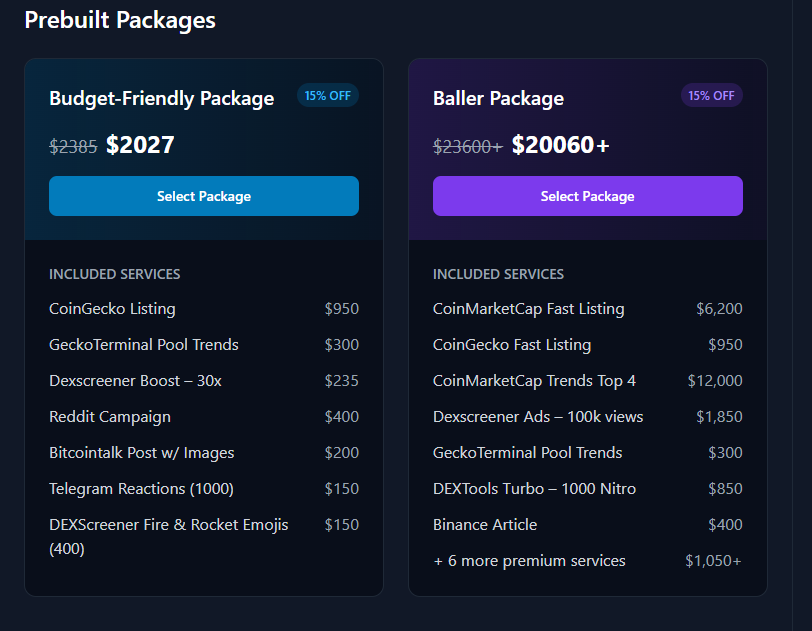 Prebuilt Packages
Budget-Friendly Package
15% OFF
$2385 $2027
Select Package
INCLUDED SERVICES
CoinGecko Listing $950
GeckoTerminal Pool Trends $300
Dexscreener Boost – 30x $235
Reddit Campaign $400
Bitcointalk Post w/ Images $200
Telegram Reactions (1000) $150
DEXScreener Fire & Rocket Emojis $150
(400)
Baller Package
15% OFF
$23600+ $20060+
Select Package
INCLUDED SERVICES
CoinMarketCap Fast Listing $6,200
CoinGecko Fast Listing $950
CoinMarketCap Trends Top 4 $12,000
Dexscreener Ads – 100k views $1,850
GeckoTerminal Pool Trends $300
DEXTools Turbo – 1000 Nitro $850
Binance Article $400
+ 6 more premium services $1,050+